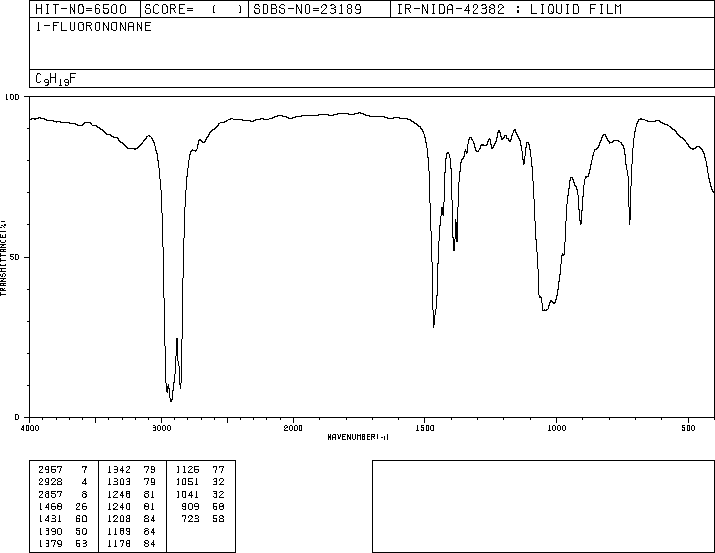 HIT-NO=6500 SCORE= ( ) SDBS-NO=23189 IR-NIDA-42382 : LIQUID FILM
1-FLUORONONANE
C9H19F
100
50
0
TRANSMITTANCE(%)
4000 3000 2000 1500 1000 500
WAVENUMBER(-1)
2967 7 1342 79 1126 77
2928 4 1303 79 1051 32
2857 8 1248 81 1041 32
1468 26 1240 81 909 60
1431 60 1208 84 723 58
1390 50 1189 84
1379 53 1178 84